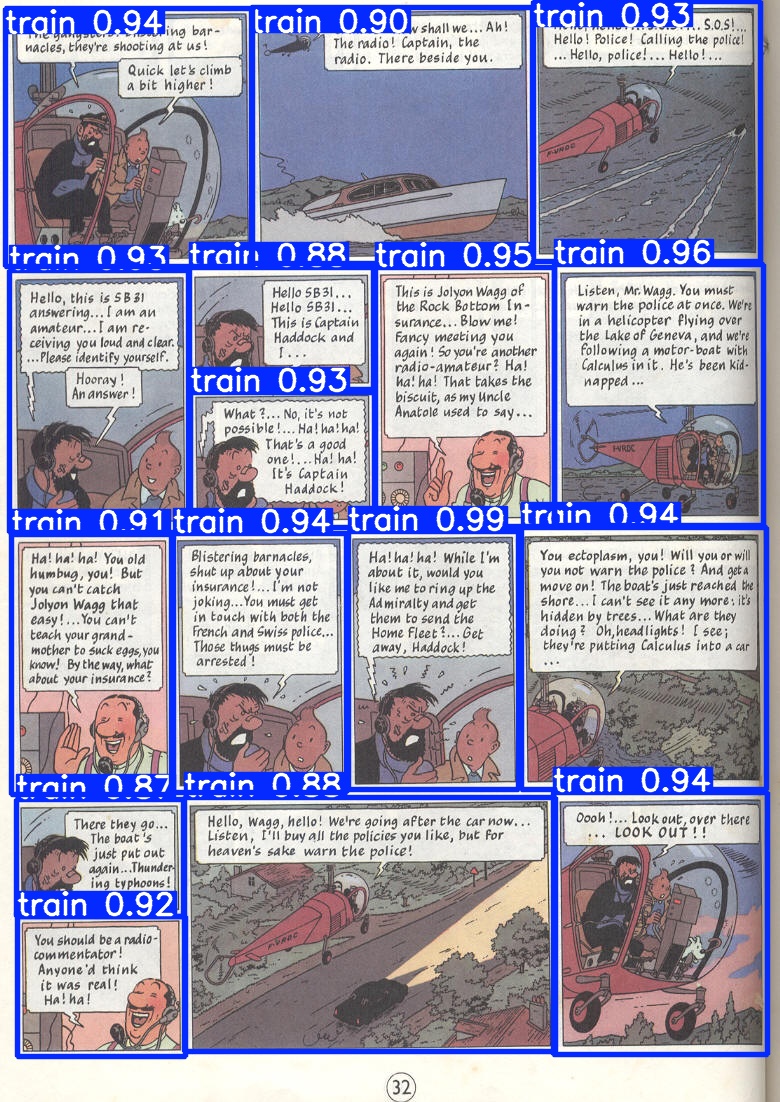 train 0.94
The gangsters! Blistering bar-
nacles, they're shooting at us!
Quick let's climb
a bit higher!
train 0.90
shall we... Ah!
The radio! Captain, the
radio. There beside you.
train 0.93
S.O.S!...
Hello! Police! Calling the police!
...Hello, police!... Hello!...
F-VRDC
train 0.93
Hello, this is SB31
answering... I am an
amateur... I am re-
ceiving you loud and clear.
...Please identify yourself.
Hooray!
An answer!
train 0.88
Hello SB31...
Hello SB31...
This is Captain
Haddock and
I...
train 0.93
What?... No, it's not
possible!... Ha! ha! ha!
That's a good
one!... Ha! ha!
It's Captain
Haddock!
train 0.95
This is Jolyon Wagg of
the Rock Bottom In-
surance... Blow me!
Fancy meeting you
again! So you're another
radio-amateur? Ha!
ha! ha! That takes the
biscuit, as my Uncle
Anatole used to say...
train 0.96
Listen, Mr. Wagg. You must
warn the police at once. We're
in a helicopter flying over
the Lake of Geneva, and we're
following a motor-boat with
Calculus in it. He's been kid-
napped...
train 0.91
Ha! ha! ha! You old
humbug, you! But
you can't catch
Jolyon Wagg that
easy!...You can't
teach your grand-
mother to suck eggs, you
know! By the way, what
about your insurance?
train 0.94
Blistering barnacles,
shut up about your
insurance!... I'm not
joking...You must get
in touch with both the
French and Swiss police...
Those thugs must be
arrested!
train 0.99
Ha! ha! ha! While I'm
about it, would you
like me to ring up the
Admiralty and get
them to send the
Home Fleet?... Get
away, Haddock!
train 0.94
You ectoplasm, you! Will you or will
you not warn the police? And get a
move on! The boat's just reached the
shore... I can't see it any more: it's
hidden by trees... What are they
doing? Oh, headlights! I see;
they're putting Calculus into a car
...
train 0.87
There they go...
The boat's
just put out
again...Thunder-
ing typhoons!
train 0.92
You should be a radio-
commentator!
Anyone'd think
it was real!
Ha! ha!
train 0.88
Hello, Wagg, hello! We're going after the car now...
Listen, I'll buy all the policies you like, but for
heaven's sake warn the police!
F-VRDC
train 0.94
Oooh!... Look out, over there
... LOOK OUT!!
32